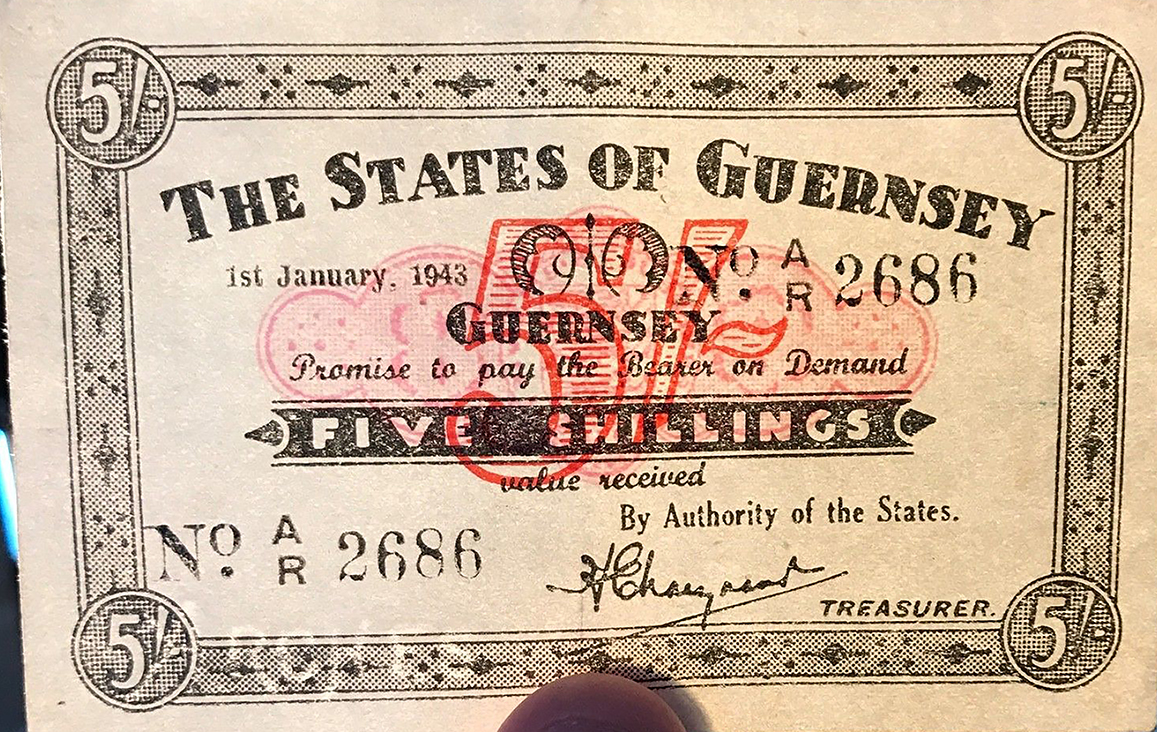 5/-
5/-
THE STATES OF GUERNSEY
1st January, 1943
No. A/R 2686
5/-
GUERNSEY
Promise to pay the Bearer on Demand
FIVE SHILLINGS
value received
By Authority of the States.
No. A/R 2686
TREASURER.
5/-
5/-